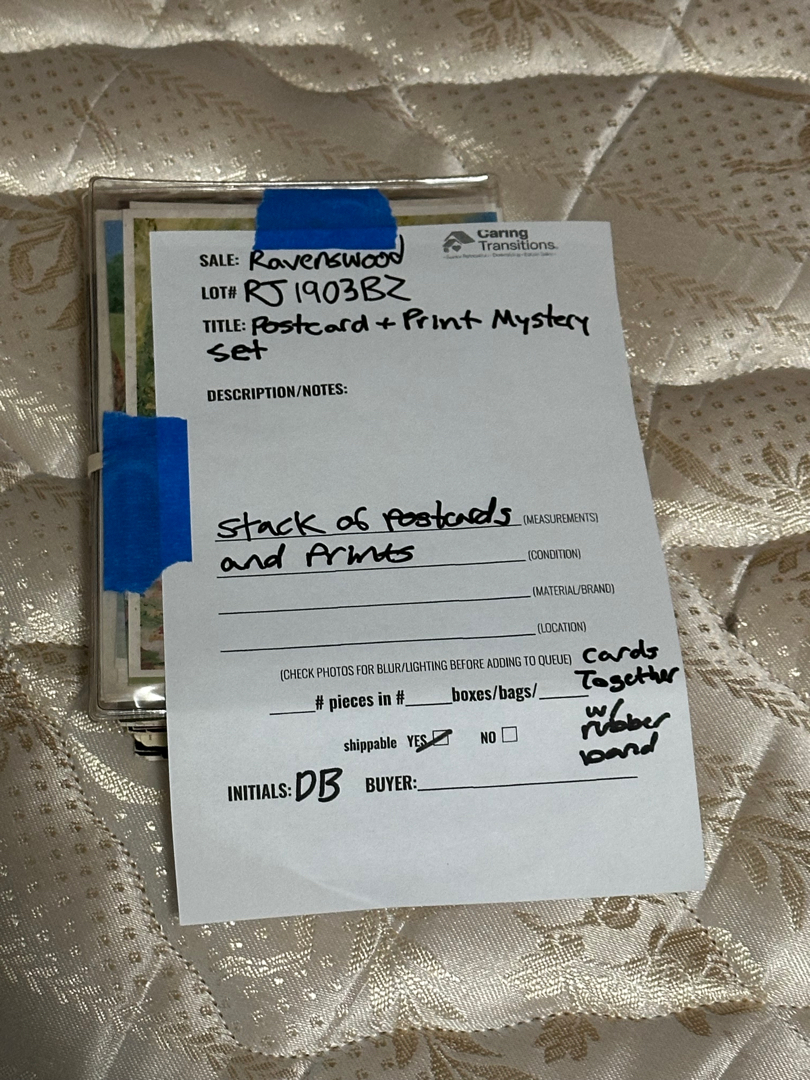 Caring
Transitions.
SALE: Ravenswood
LOT# RJ1903BZ
TITLE: Postcard + Print Mystery
set
DESCRIPTION/NOTES:
Stack of Postcards (MEASUREMENTS)
and Prints (CONDITION)
(MATERIAL/BRAND)
(LOCATION)
(CHECK PHOTOS FOR BLUR/LIGHTING BEFORE ADDING TO QUEUE)
# pieces in # boxes/bags/
cards
Together
w/
rubber
band
shippable YES NO
INITIALS: DB BUYER: